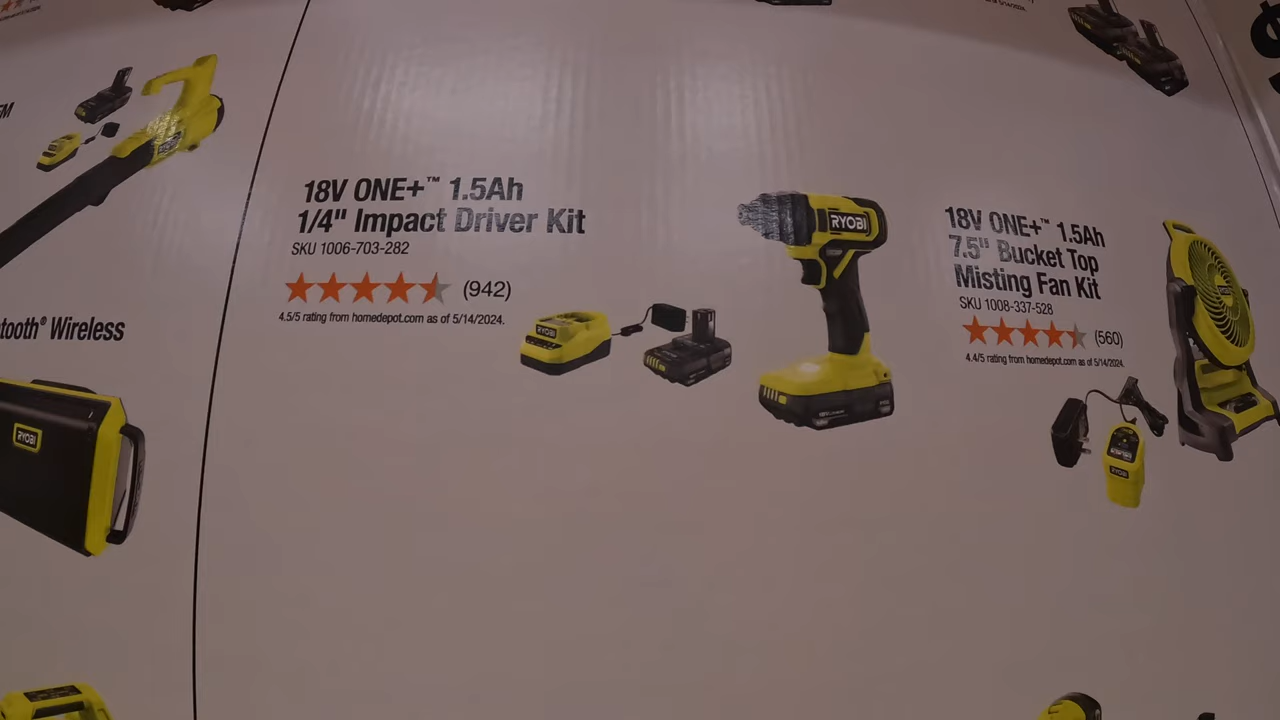 18V ONE+™ 1.5Ah
1/4" Impact Driver Kit
SKU 1006-703-282
(942)
4.5/5 rating from homedepot.com as of 5/14/2024.
RYOBI
RYOBI
18V ONE+™ 1.5Ah
7.5" Bucket Top
Misting Fan Kit
SKU 1008-337-528
(560)
4.4/5 rating from homedepot.com as of 5/14/2024.
RYOBI
RYOBI
tooth® Wireless
RYOBI